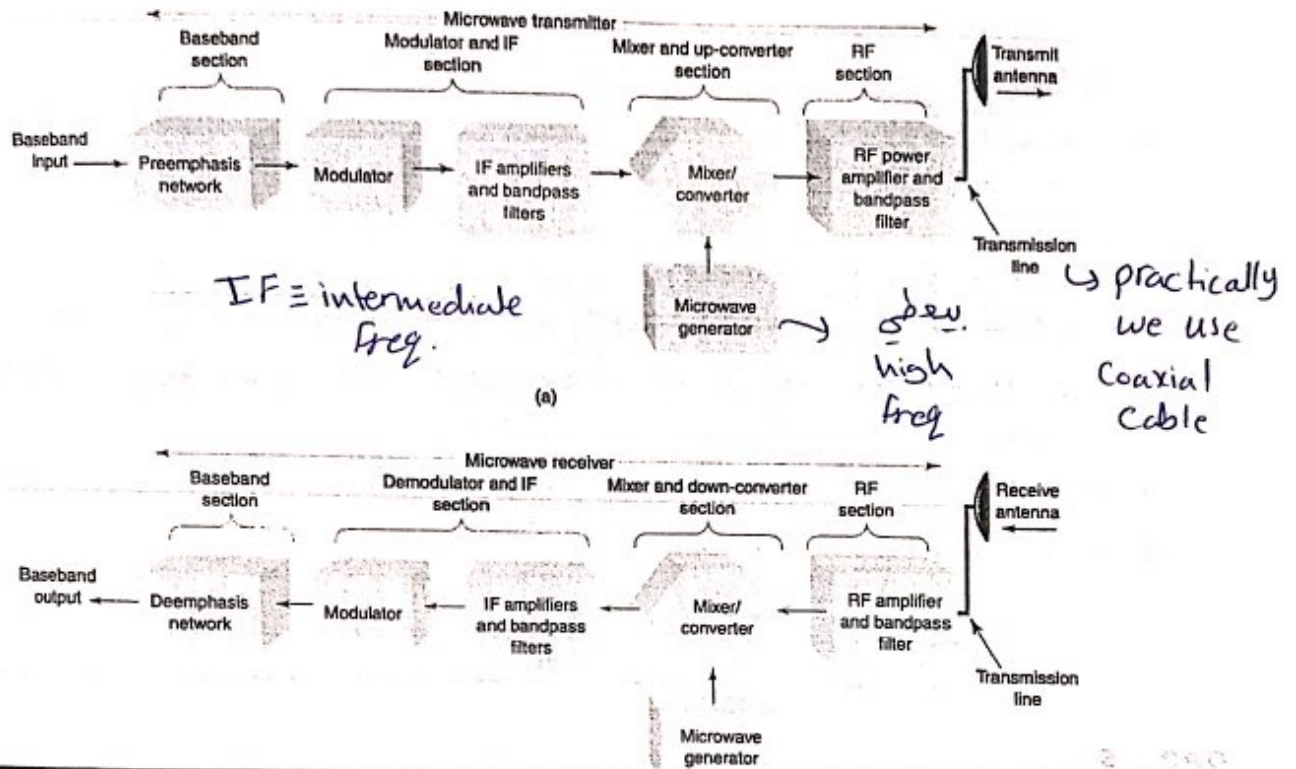 Microwave transmitter
Baseband
section
Modulator and IF
section
Mixer and up-converter
section
RF
section
Transmit
antenna
Baseband
Input
Preemphasis
network
Modulator
IF amplifiers
and bandpass
filters
Mixer/
converter
RF power
amplifier and
bandpass
filter
Transmission
line
Microwave
generator
IF ≡ intermediate
freq.
high
freq
practically
we use
Coaxial
Cable
(a)
Microwave receiver
Baseband
section
Demodulator and IF
section
Mixer and down-converter
section
RF
section
Receive
antenna
Baseband
output
Deemphasis
network
Modulator
IF amplifiers
and bandpass
filters
Mixer/
converter
RF amplifier
and bandpass
filter
Transmission
line
Microwave
generator